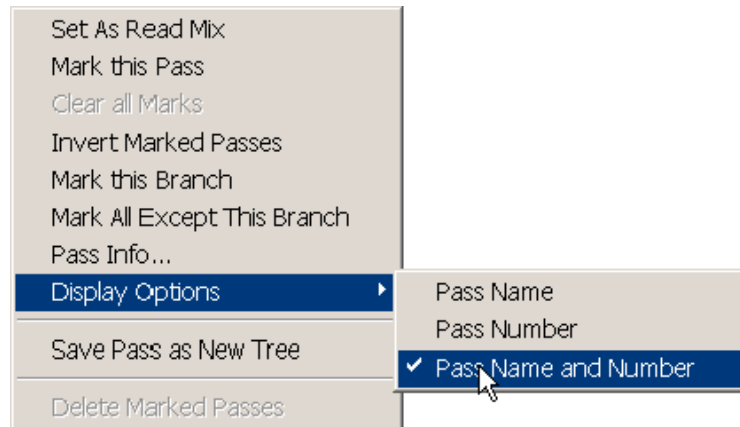 Set As Read Mix
Mark this Pass
Clear all Marks
Invert Marked Passes
Mark this Branch
Mark All Except This Branch
Pass Info...
Display Options
Pass Name
Pass Number
Pass Name and Number
Save Pass as New Tree
Delete Marked Passes